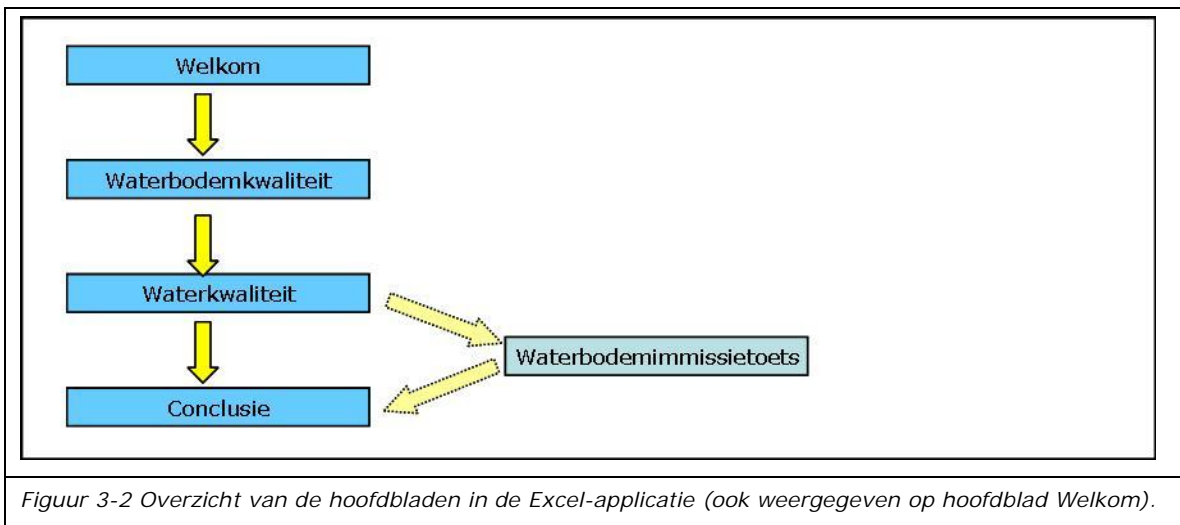 Welkom
Waterbodemkwaliteit
Waterkwaliteit
Waterbodemimmissietoets
Conclusie
Figuur 3-2 Overzicht van de hoofdbladen in de Excel-applicatie (ook weergegeven op hoofdblad Welkom).